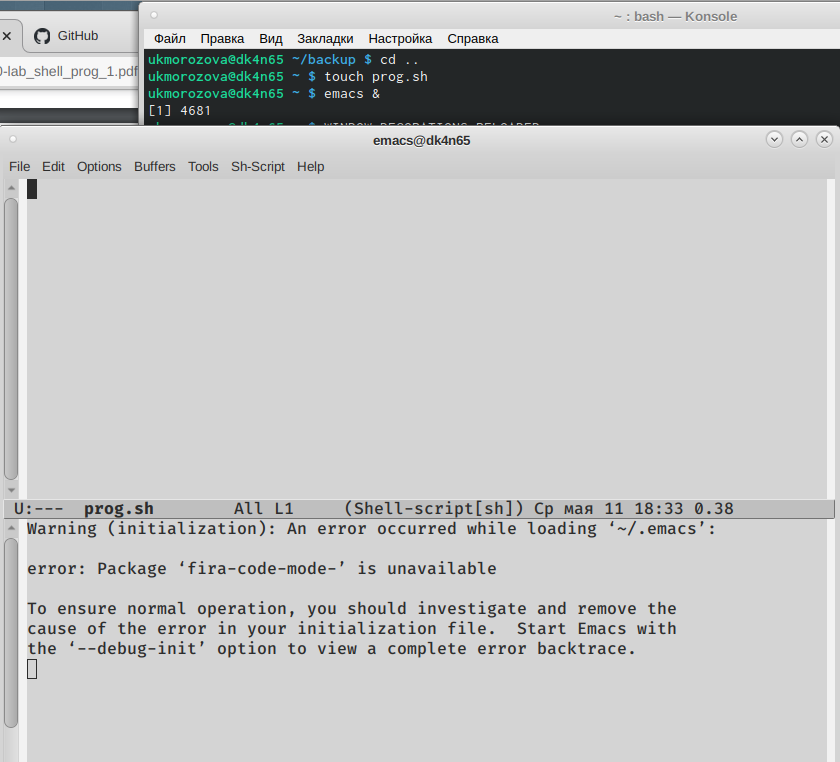 ~ : bash — Konsole
GitHub
Файл Правка Вид Закладки Настройка Справка
0-lab_shell_prog_1.pdf
ukmorozova@dk4n65 ~/backup $ cd ..
ukmorozova@dk4n65 ~ $ touch prog.sh
ukmorozova@dk4n65 ~ $ emacs &
[1] 4681
emacs@dk4n65
File Edit Options Buffers Tools Sh-Script Help
U:--- prog.sh All L1 (Shell-script[sh]) Ср мая 11 18:33 0.38
Warning (initialization): An error occurred while loading ‘~/.emacs’:
error: Package ‘fira-code-mode-’ is unavailable
To ensure normal operation, you should investigate and remove the
cause of the error in your initialization file. Start Emacs with
the ‘--debug-init’ option to view a complete error backtrace.